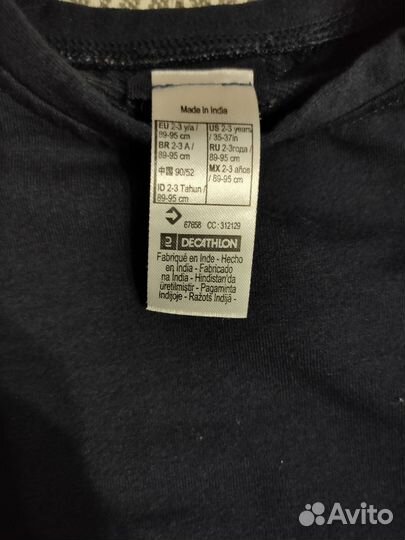 Made in India
EU 2-3 y/a / US 2-3 years
89-95 cm / 35-37in
BR 2-3 A / RU 2-3года /
89-95 cm 89-95 cm
中国 90/52 MX 2-3 años
/ 89-95 cm
ID 2-3 Tahun /
89-95 cm
67658 CC: 312129
DECATHLON
Fabriqué en Inde - Hecho
en India - Fabricado
na India - Hindistan'da
üretilmiştir - Pagaminta
Indijoje - Ražots Indijā -
Avito